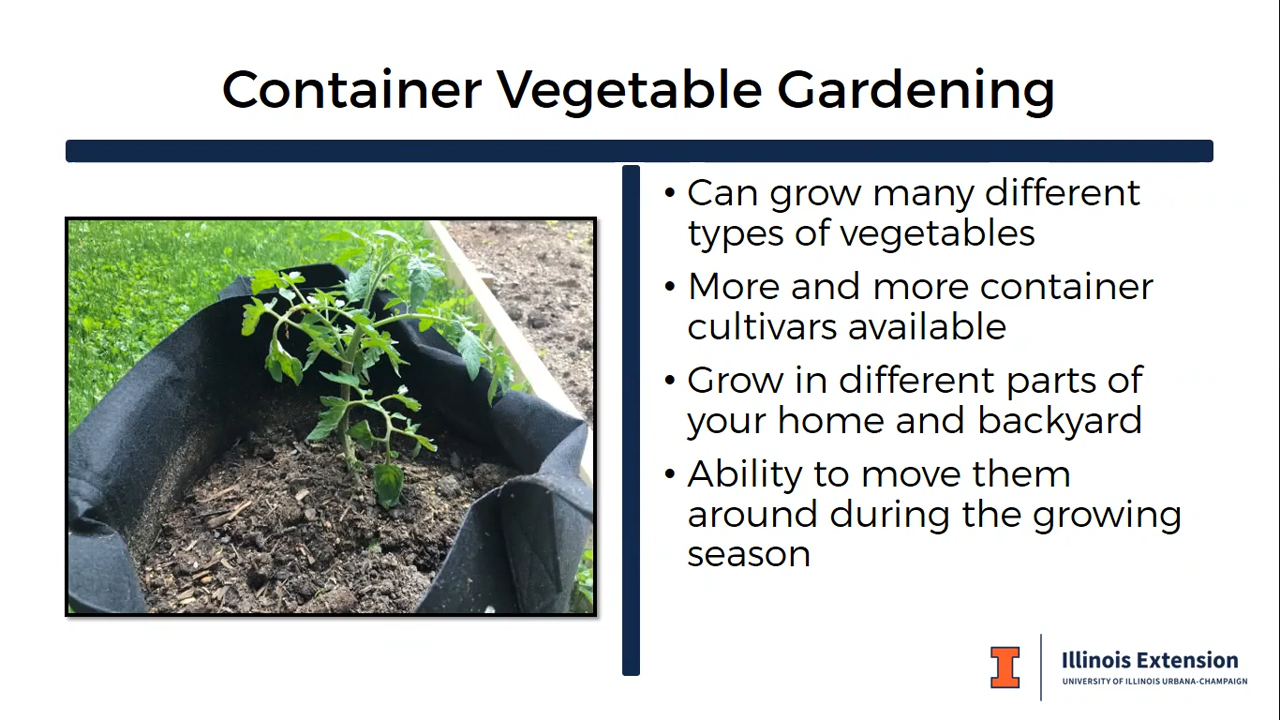 Container Vegetable Gardening
• Can grow many different
types of vegetables
• More and more container
cultivars available
• Grow in different parts of
your home and backyard
• Ability to move them
around during the growing
season
I
Illinois Extension
UNIVERSITY OF ILLINOIS URBANA-CHAMPAIGN